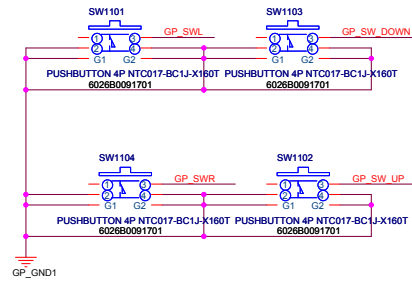 SW1101
GP_SWL
1 3
2 4
G1 G2
PUSHBUTTON 4P NTC017-BC1J-X160T
6026B0091701
SW1103
GP_SW_DOWN
1 3
2 4
G1 G2
PUSHBUTTON 4P NTC017-BC1J-X160T
6026B0091701
SW1104
GP_SWR
1 3
2 4
G1 G2
PUSHBUTTON 4P NTC017-BC1J-X160T
6026B0091701
SW1102
GP_SW_UP
1 3
2 4
G1 G2
PUSHBUTTON 4P NTC017-BC1J-X160T
6026B0091701
GP_GND1